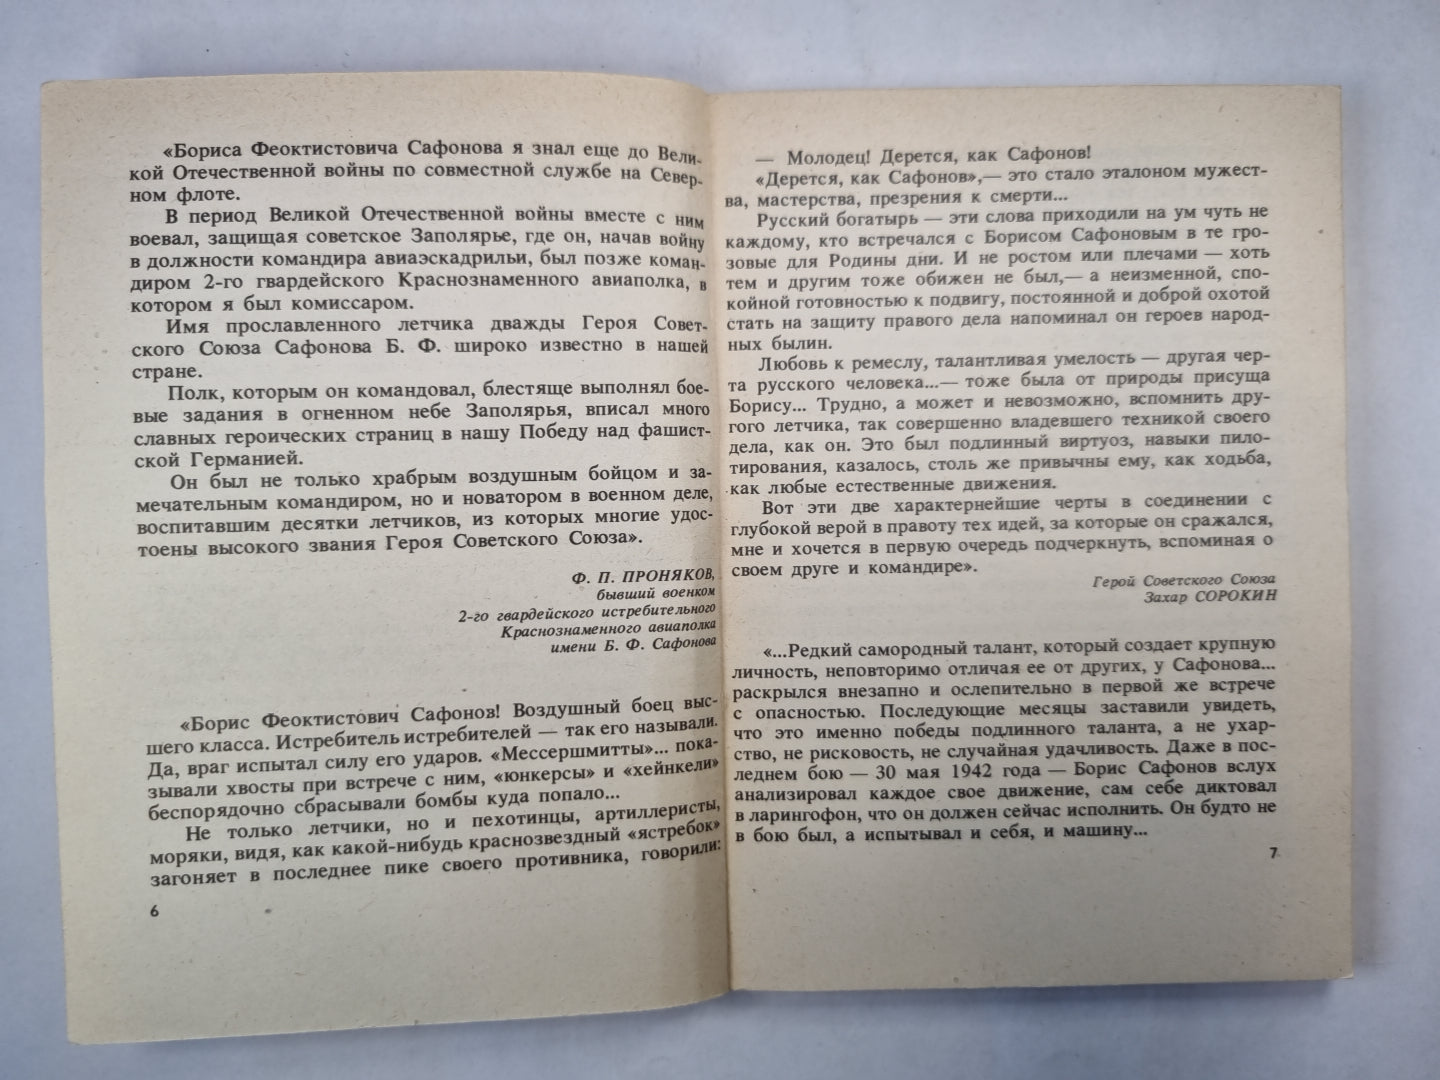 «Бориса Феоктистовича Сафонова я знал еще до Вели-
кой Отечественной войны по совместной службе на Север-
ном флоте.
В период Великой Отечественной войны вместе с ним
воевал, защищая советское Заполярье, где он, начав войну
в должности командира авиаэскадрильи, был позже коман-
диром 2-го гвардейского Краснознаменного авиаполка, в
котором я был комиссаром.
Имя прославленного летчика дважды Героя Совет-
ского Союза Сафонова Б. Ф. широко известно в нашей
стране.
Полк, которым он командовал, блестяще выполнял бое-
вые задания в огненном небе Заполярья, вписал много
славных героических страниц в нашу Победу над фашист-
ской Германией.
Он был не только храбрым воздушным бойцом и за-
мечательным командиром, но и новатором в военном деле,
воспитавшим десятки летчиков, из которых многие удос-
тоены высокого звания Героя Советского Союза».
Ф. П. ПРОНЯКОВ,
бывший военком
2-го гвардейского истребительного
Краснознаменного авиаполка
имени Б. Ф. Сафонова
«Борис Феоктистович Сафонов! Воздушный боец выс-
шего класса. Истребитель истребителей — так его называли.
Да, враг испытал силу его ударов. «Мессершмитты»... пока-
зывали хвосты при встрече с ним, «юнкерсы» и «хейнкели»
беспорядочно сбрасывали бомбы куда попало...
Не только летчики, но и пехотинцы, артиллеристы,
моряки, видя, как какой-нибудь краснозвездный «ястребок»
загоняет в последнее пике своего противника, говорили:
6
— Молодец! Дерется, как Сафонов!
«Дерется, как Сафонов»,— это стало эталоном мужест-
ва, мастерства, презрения к смерти...
Русский богатырь — эти слова приходили на ум чуть не
каждому, кто встречался с Борисом Сафоновым в те гро-
зовые для Родины дни. И не ростом или плечами — хоть
тем и другим тоже обижен не был,— а неизменной, спо-
койной готовностью к подвигу, постоянной и доброй охотой
стать на защиту правого дела напоминал он героев народ-
ных былин.
Любовь к ремеслу, талантливая умелость — другая чер-
та русского человека...— тоже была от природы присуща
Борису... Трудно, а может и невозможно, вспомнить дру-
гого летчика, так совершенно владевшего техникой своего
дела, как он. Это был подлинный виртуоз, навыки пило-
тирования, казалось, столь же привычны ему, как ходьба,
как любые естественные движения.
Вот эти две характернейшие черты в соединении с
глубокой верой в правоту тех идей, за которые он сражался,
мне и хочется в первую очередь подчеркнуть, вспоминая о
своем друге и командире».
Герой Советского Союза
Захар СОРОКИН
«...Редкий самородный талант, который создает крупную
личность, неповторимо отличая ее от других, у Сафонова...
раскрылся внезапно и ослепительно в первой же встрече
с опасностью. Последующие месяцы заставили увидеть,
что это именно победы подлинного таланта, а не ухар-
ство, не рисковость, не случайная удачливость. Даже в пос-
леднем бою — 30 мая 1942 года — Борис Сафонов вслух
анализировал каждое свое движение, сам себе диктовал
в ларингофон, что он должен сейчас исполнить. Он будто не
в бою был, а испытывал и себя, и машину...
7